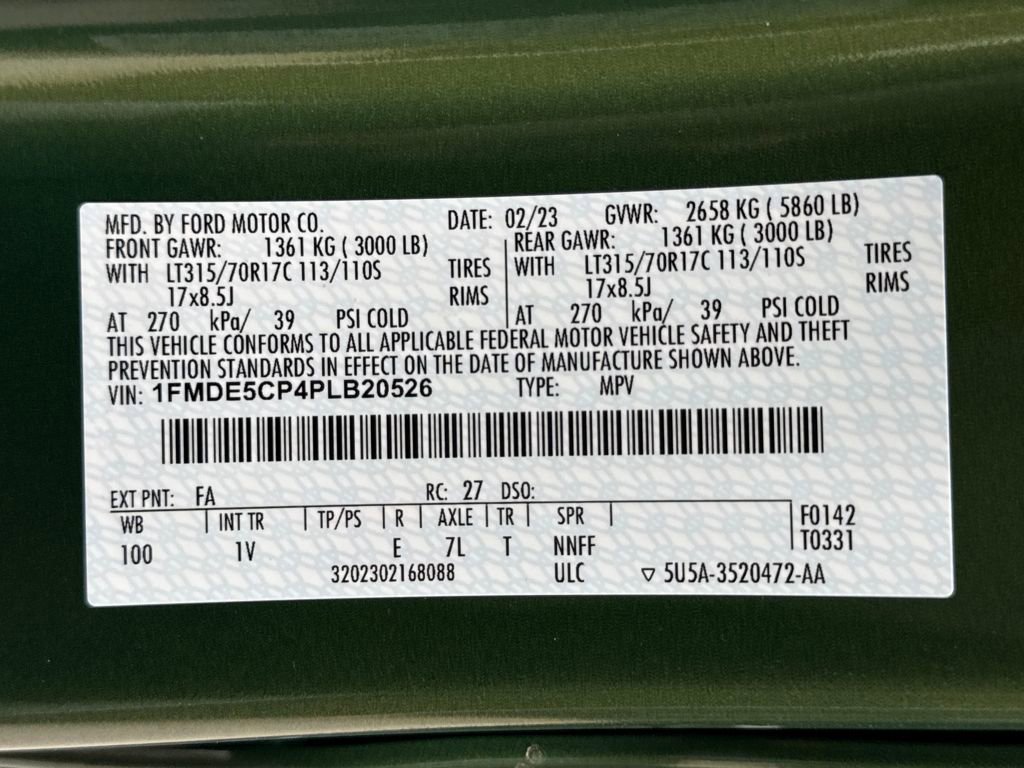 MFD. BY FORD MOTOR CO. DATE: 02/23 GVWR: 2658 KG ( 5860 LB)
FRONT GAWR: 1361 KG ( 3000 LB) REAR GAWR: 1361 KG ( 3000 LB)
WITH LT315/70R17C 113/110S TIRES WITH LT315/70R17C 113/110S TIRES
17x8.5J RIMS 17x8.5J RIMS
AT 270 kPa/ 39 PSI COLD AT 270 kPa/ 39 PSI COLD
THIS VEHICLE CONFORMS TO ALL APPLICABLE FEDERAL MOTOR VEHICLE SAFETY AND THEFT
PREVENTION STANDARDS IN EFFECT ON THE DATE OF MANUFACTURE SHOWN ABOVE.
VIN: 1FMDE5CP4PLB20526 TYPE: MPV
EXT PNT: FA RC: 27 DSO:
WB INT TR TP/PS R AXLE TR SPR F0142
100 1V E 7L T NNFF T0331
3202302168088 ULC ▽ 5U5A-3520472-AA